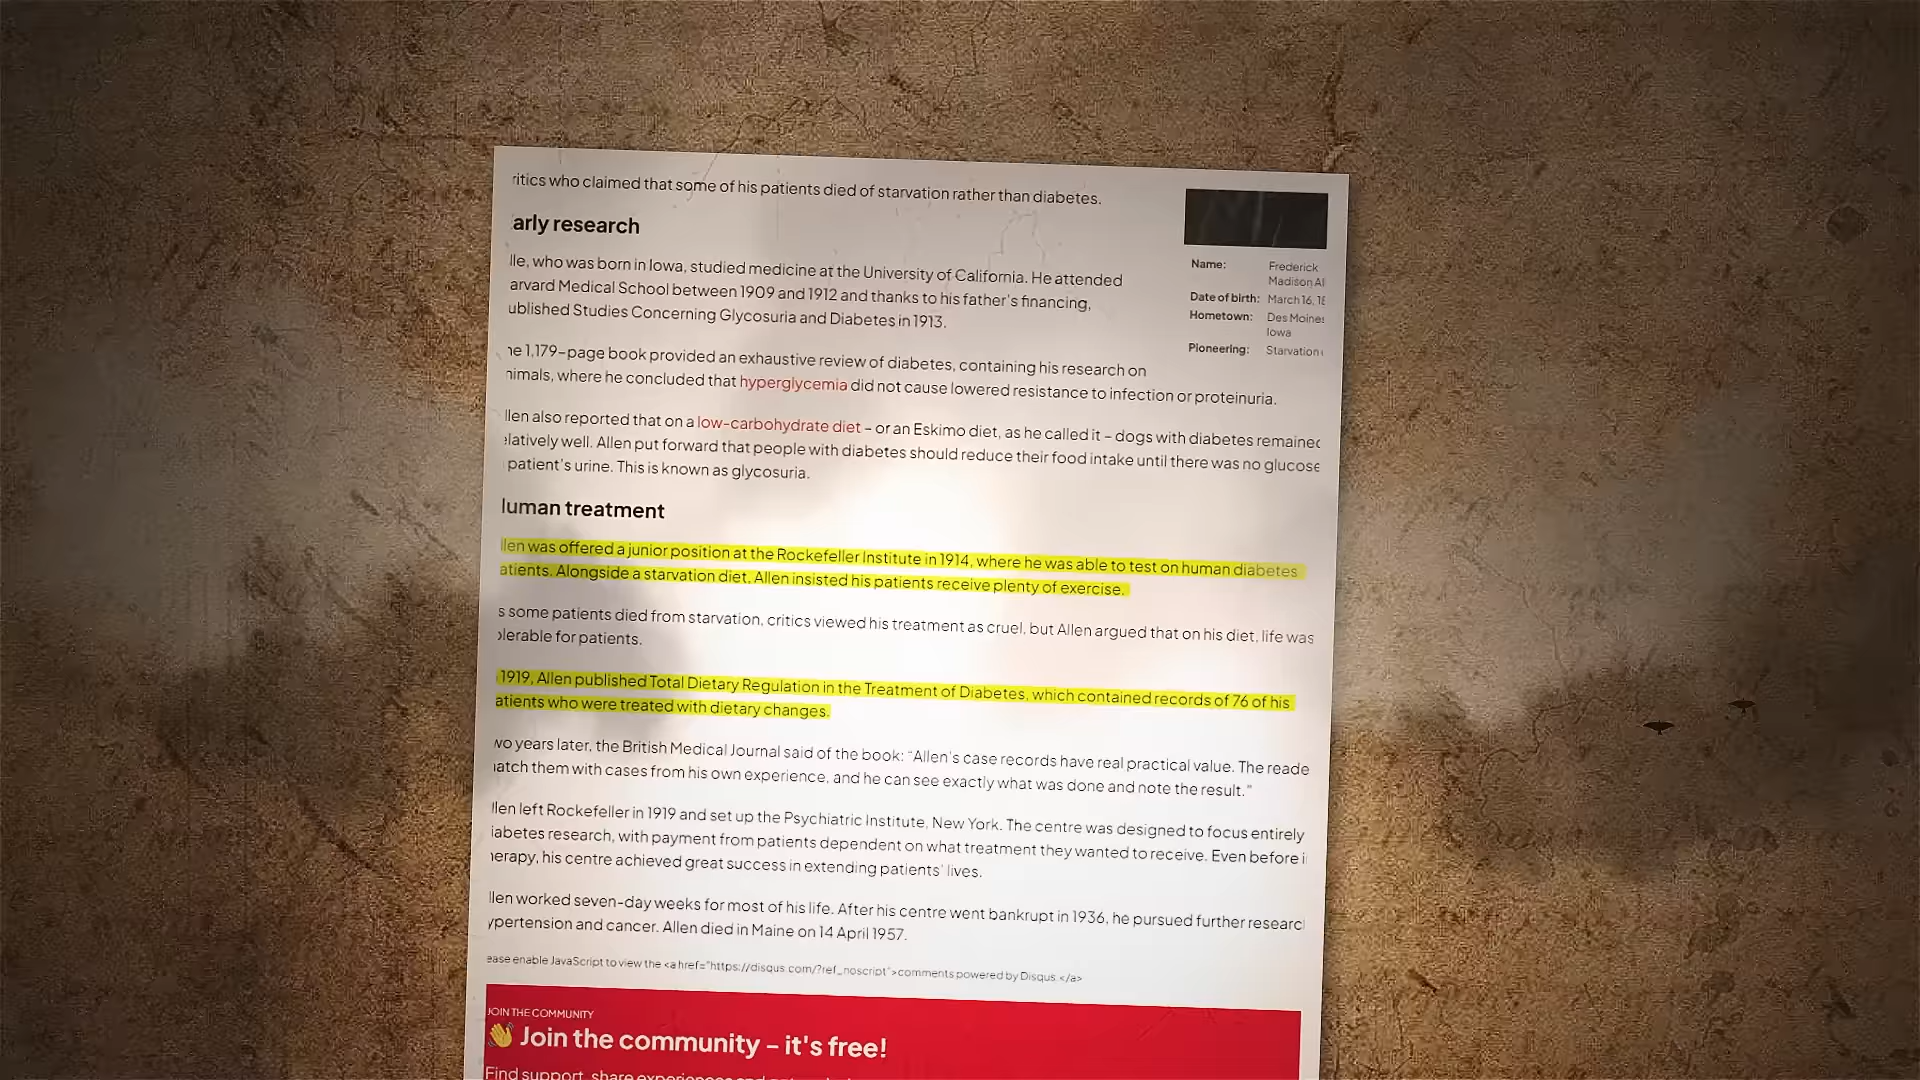 ritics who claimed that some of his patients died of starvation rather than diabetes.
arly research
lle, who was born in Iowa, studied medicine at the University of California. He attended
arvard Medical School between 1909 and 1912 and thanks to his father's financing,
ublished Studies Concerning Glycosuria and Diabetes in 1913.
he 1,179-page book provided an exhaustive review of diabetes, containing his research on
nimals, where he concluded that hyperglycemia did not cause lowered resistance to infection or proteinuria.
llen also reported that on a low-carbohydrate diet – or an Eskimo diet, as he called it – dogs with diabetes remained
elatively well. Allen put forward that people with diabetes should reduce their food intake until there was no glucose
patient's urine. This is known as glycosuria.
Name: Frederick
Madison Al
Date of birth: March 16, 18
Hometown: Des Moines
Iowa
Pioneering: Starvation
Human treatment
llen was offered a junior position at the Rockefeller Institute in 1914, where he was able to test on human diabetes
atients. Alongside a starvation diet, Allen insisted his patients receive plenty of exercise.
s some patients died from starvation, critics viewed his treatment as cruel, but Allen argued that on his diet, life was
olerable for patients.
1919, Allen published Total Dietary Regulation in the Treatment of Diabetes, which contained records of 76 of his
atients who were treated with dietary changes.
wo years later, the British Medical Journal said of the book: "Allen's case records have real practical value. The reade
atch them with cases from his own experience, and he can see exactly what was done and note the result."
llen left Rockefeller in 1919 and set up the Psychiatric Institute, New York. The centre was designed to focus entirely
iabetes research, with payment from patients dependent on what treatment they wanted to receive. Even before i
herapy, his centre achieved great success in extending patients' lives.
llen worked seven-day weeks for most of his life. After his centre went bankrupt in 1936, he pursued further researc
ypertension and cancer. Allen died in Maine on 14 April 1957.
ease enable JavaScript to view the <a href="https://disqus.com/?ref_noscript">comments powered by Disqus.</a>
JOIN THE COMMUNITY
👋 Join the community – it's free!
Find support, share experiences and